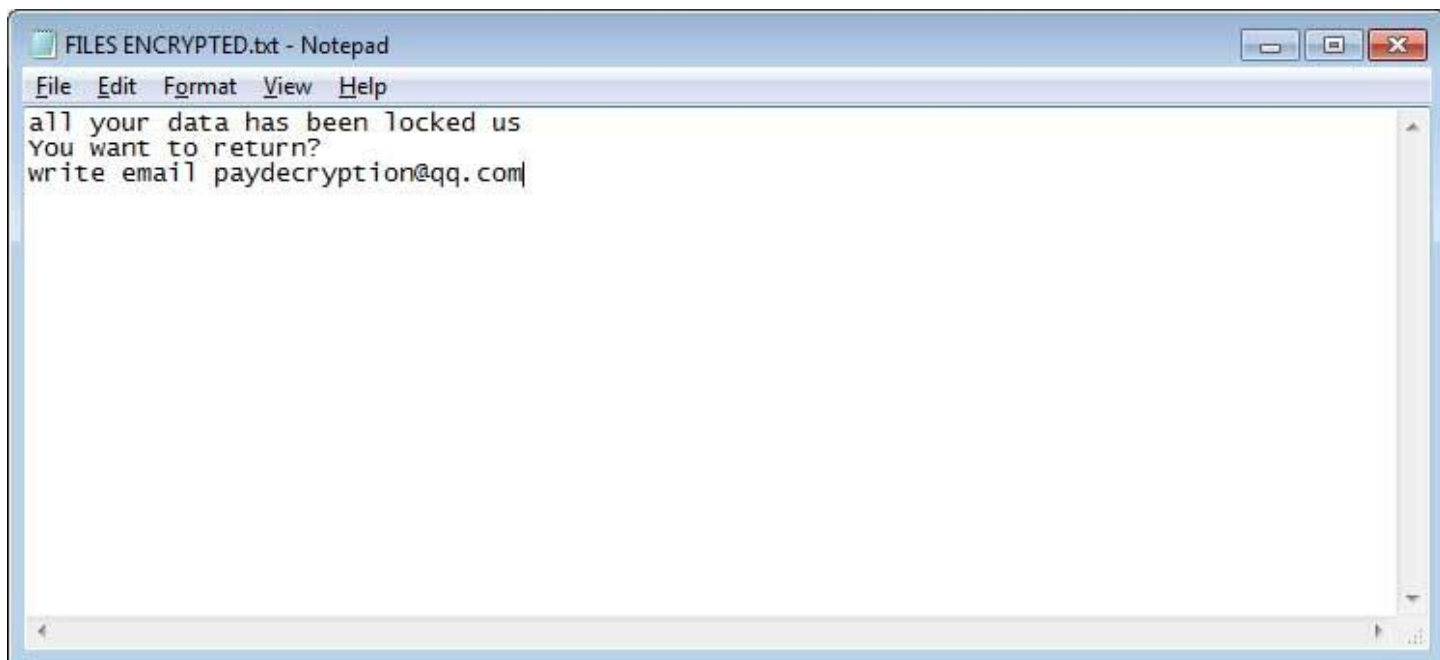 FILES ENCRYPTED.txt - Notepad
File Edit Format View Help
all your data has been locked us
You want to return?
write email paydecryption@qq.com